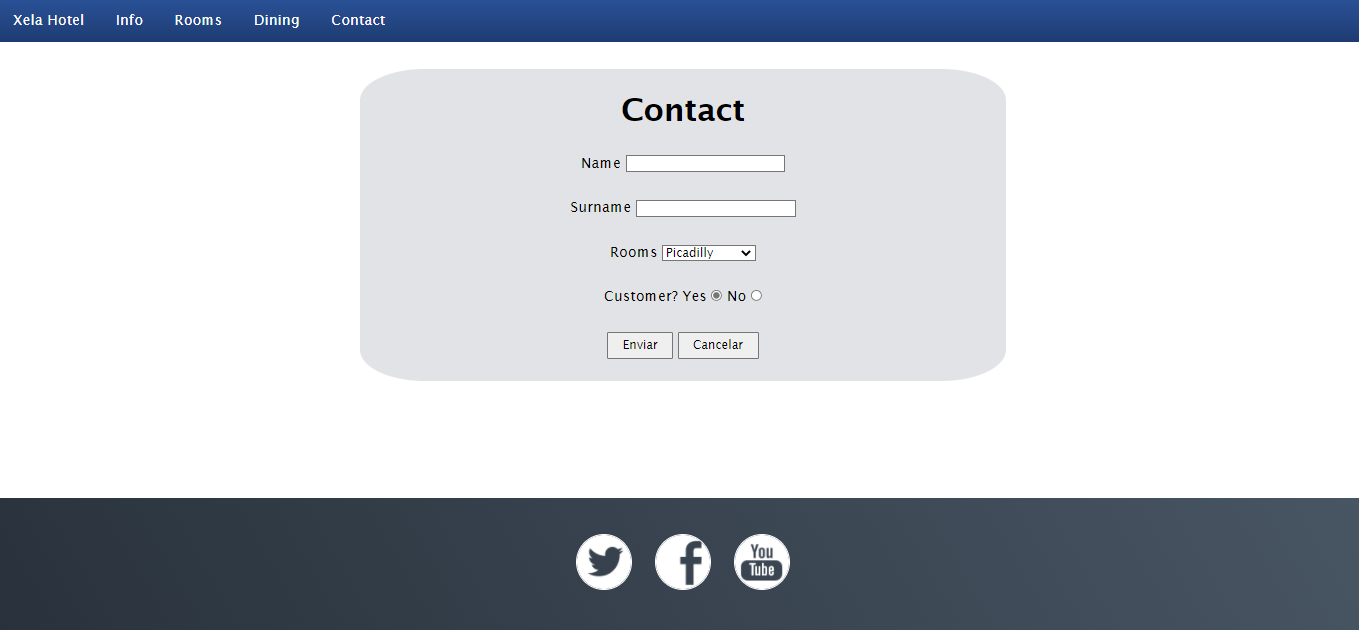 Xela Hotel Info Rooms Dining Contact
Contact
Name
Surname
Rooms Picadilly
Customer? Yes No
Enviar Cancelar
You
Tube